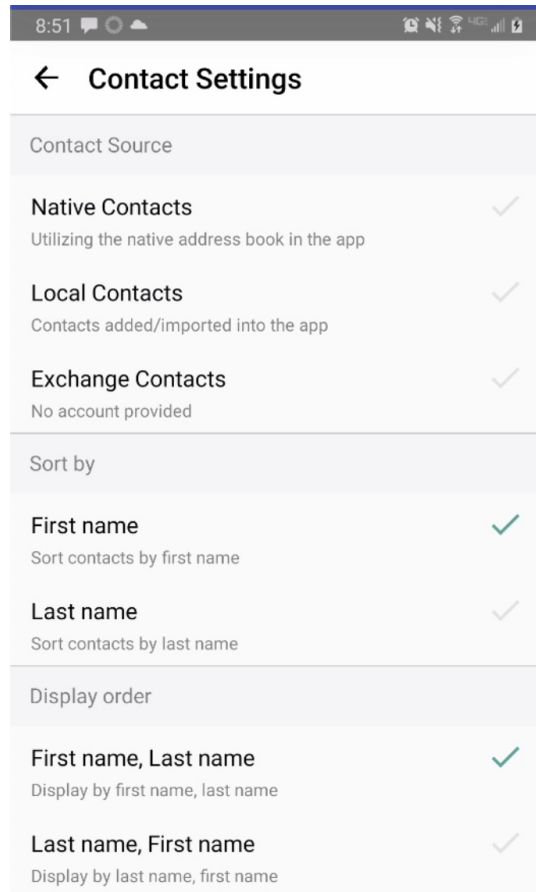 8:51
4GE
Contact Settings
Contact Source
Native Contacts
Utilizing the native address book in the app
Local Contacts
Contacts added/imported into the app
Exchange Contacts
No account provided
Sort by
First name
Sort contacts by first name
Last name
Sort contacts by last name
Display order
First name, Last name
Display by first name, last name
Last name, First name
Display by last name, first name